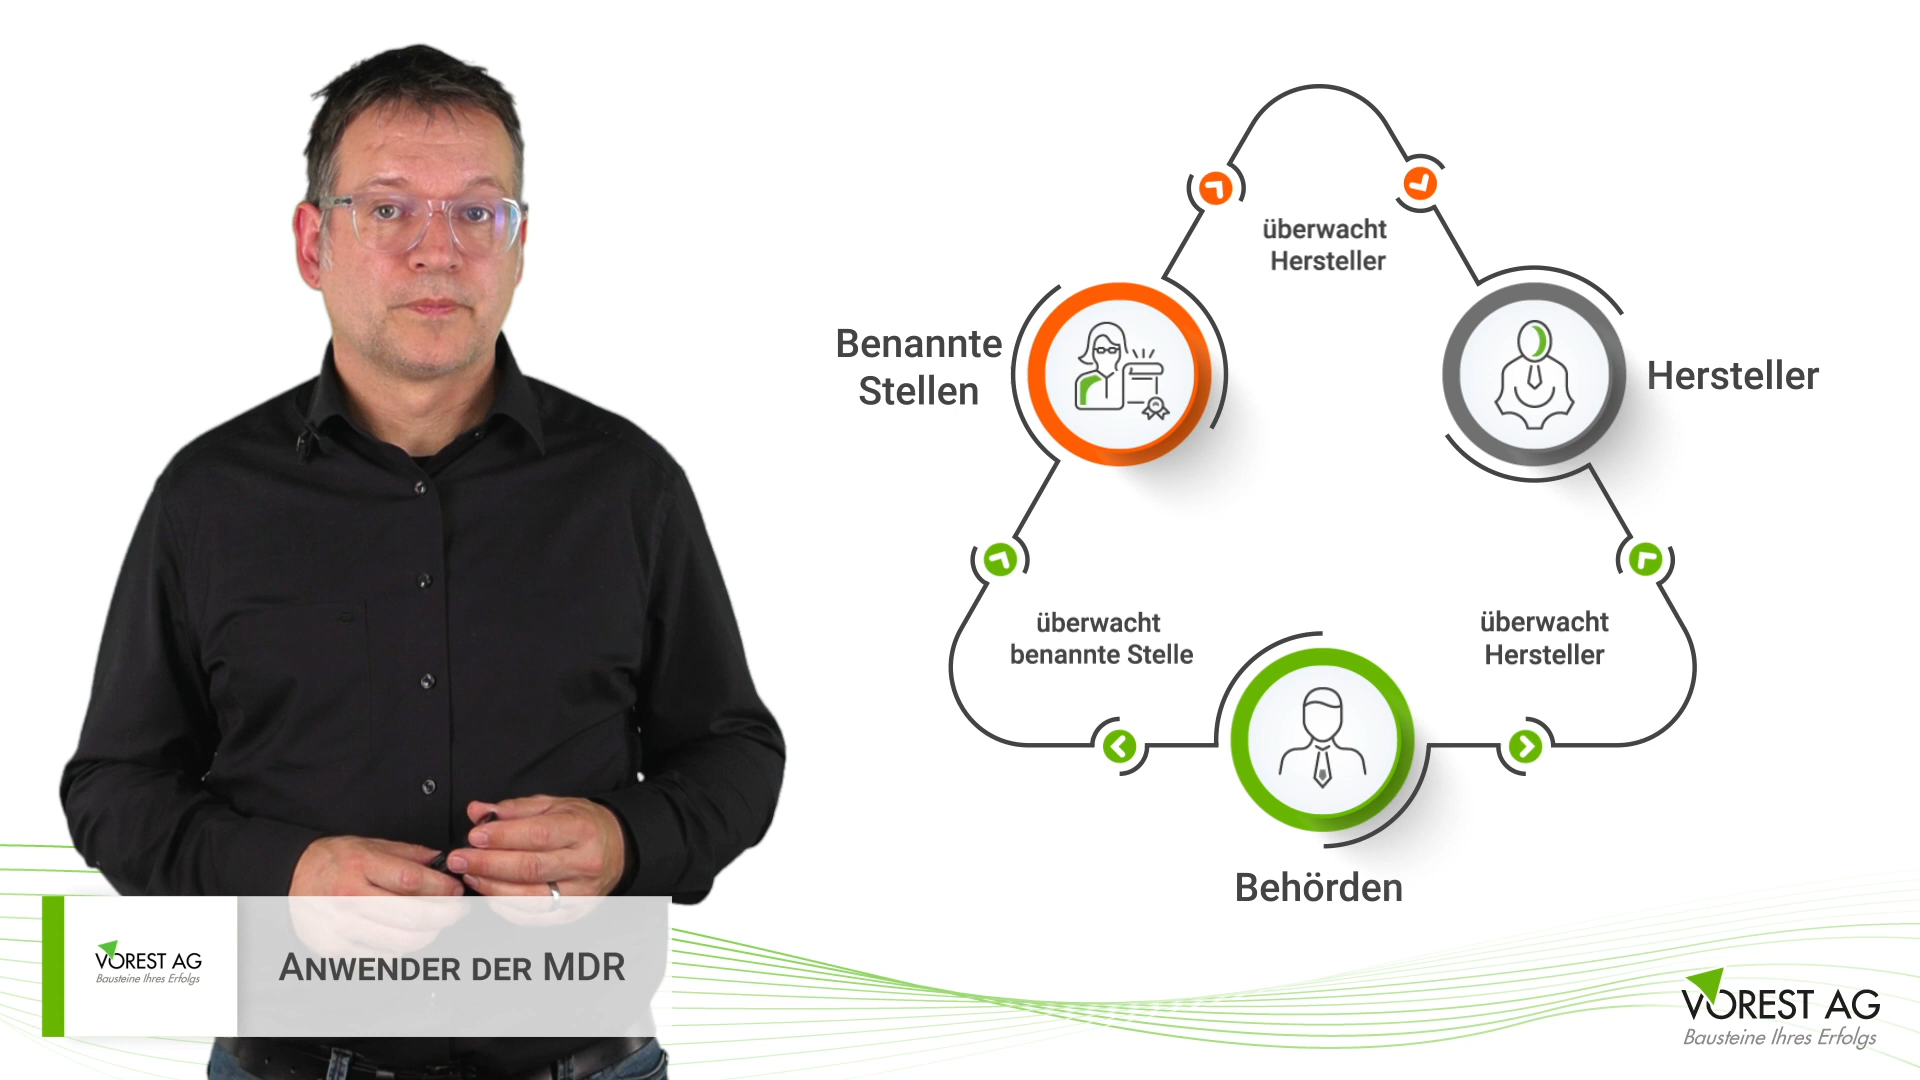 überwacht
Hersteller
Benannte
Stellen
Hersteller
überwacht
benannte Stelle
überwacht
Hersteller
Behörden
VOREST AG
Bausteine Ihres Erfolgs
ANWENDER DER MDR
VOREST AG
Bausteine Ihres Erfolgs